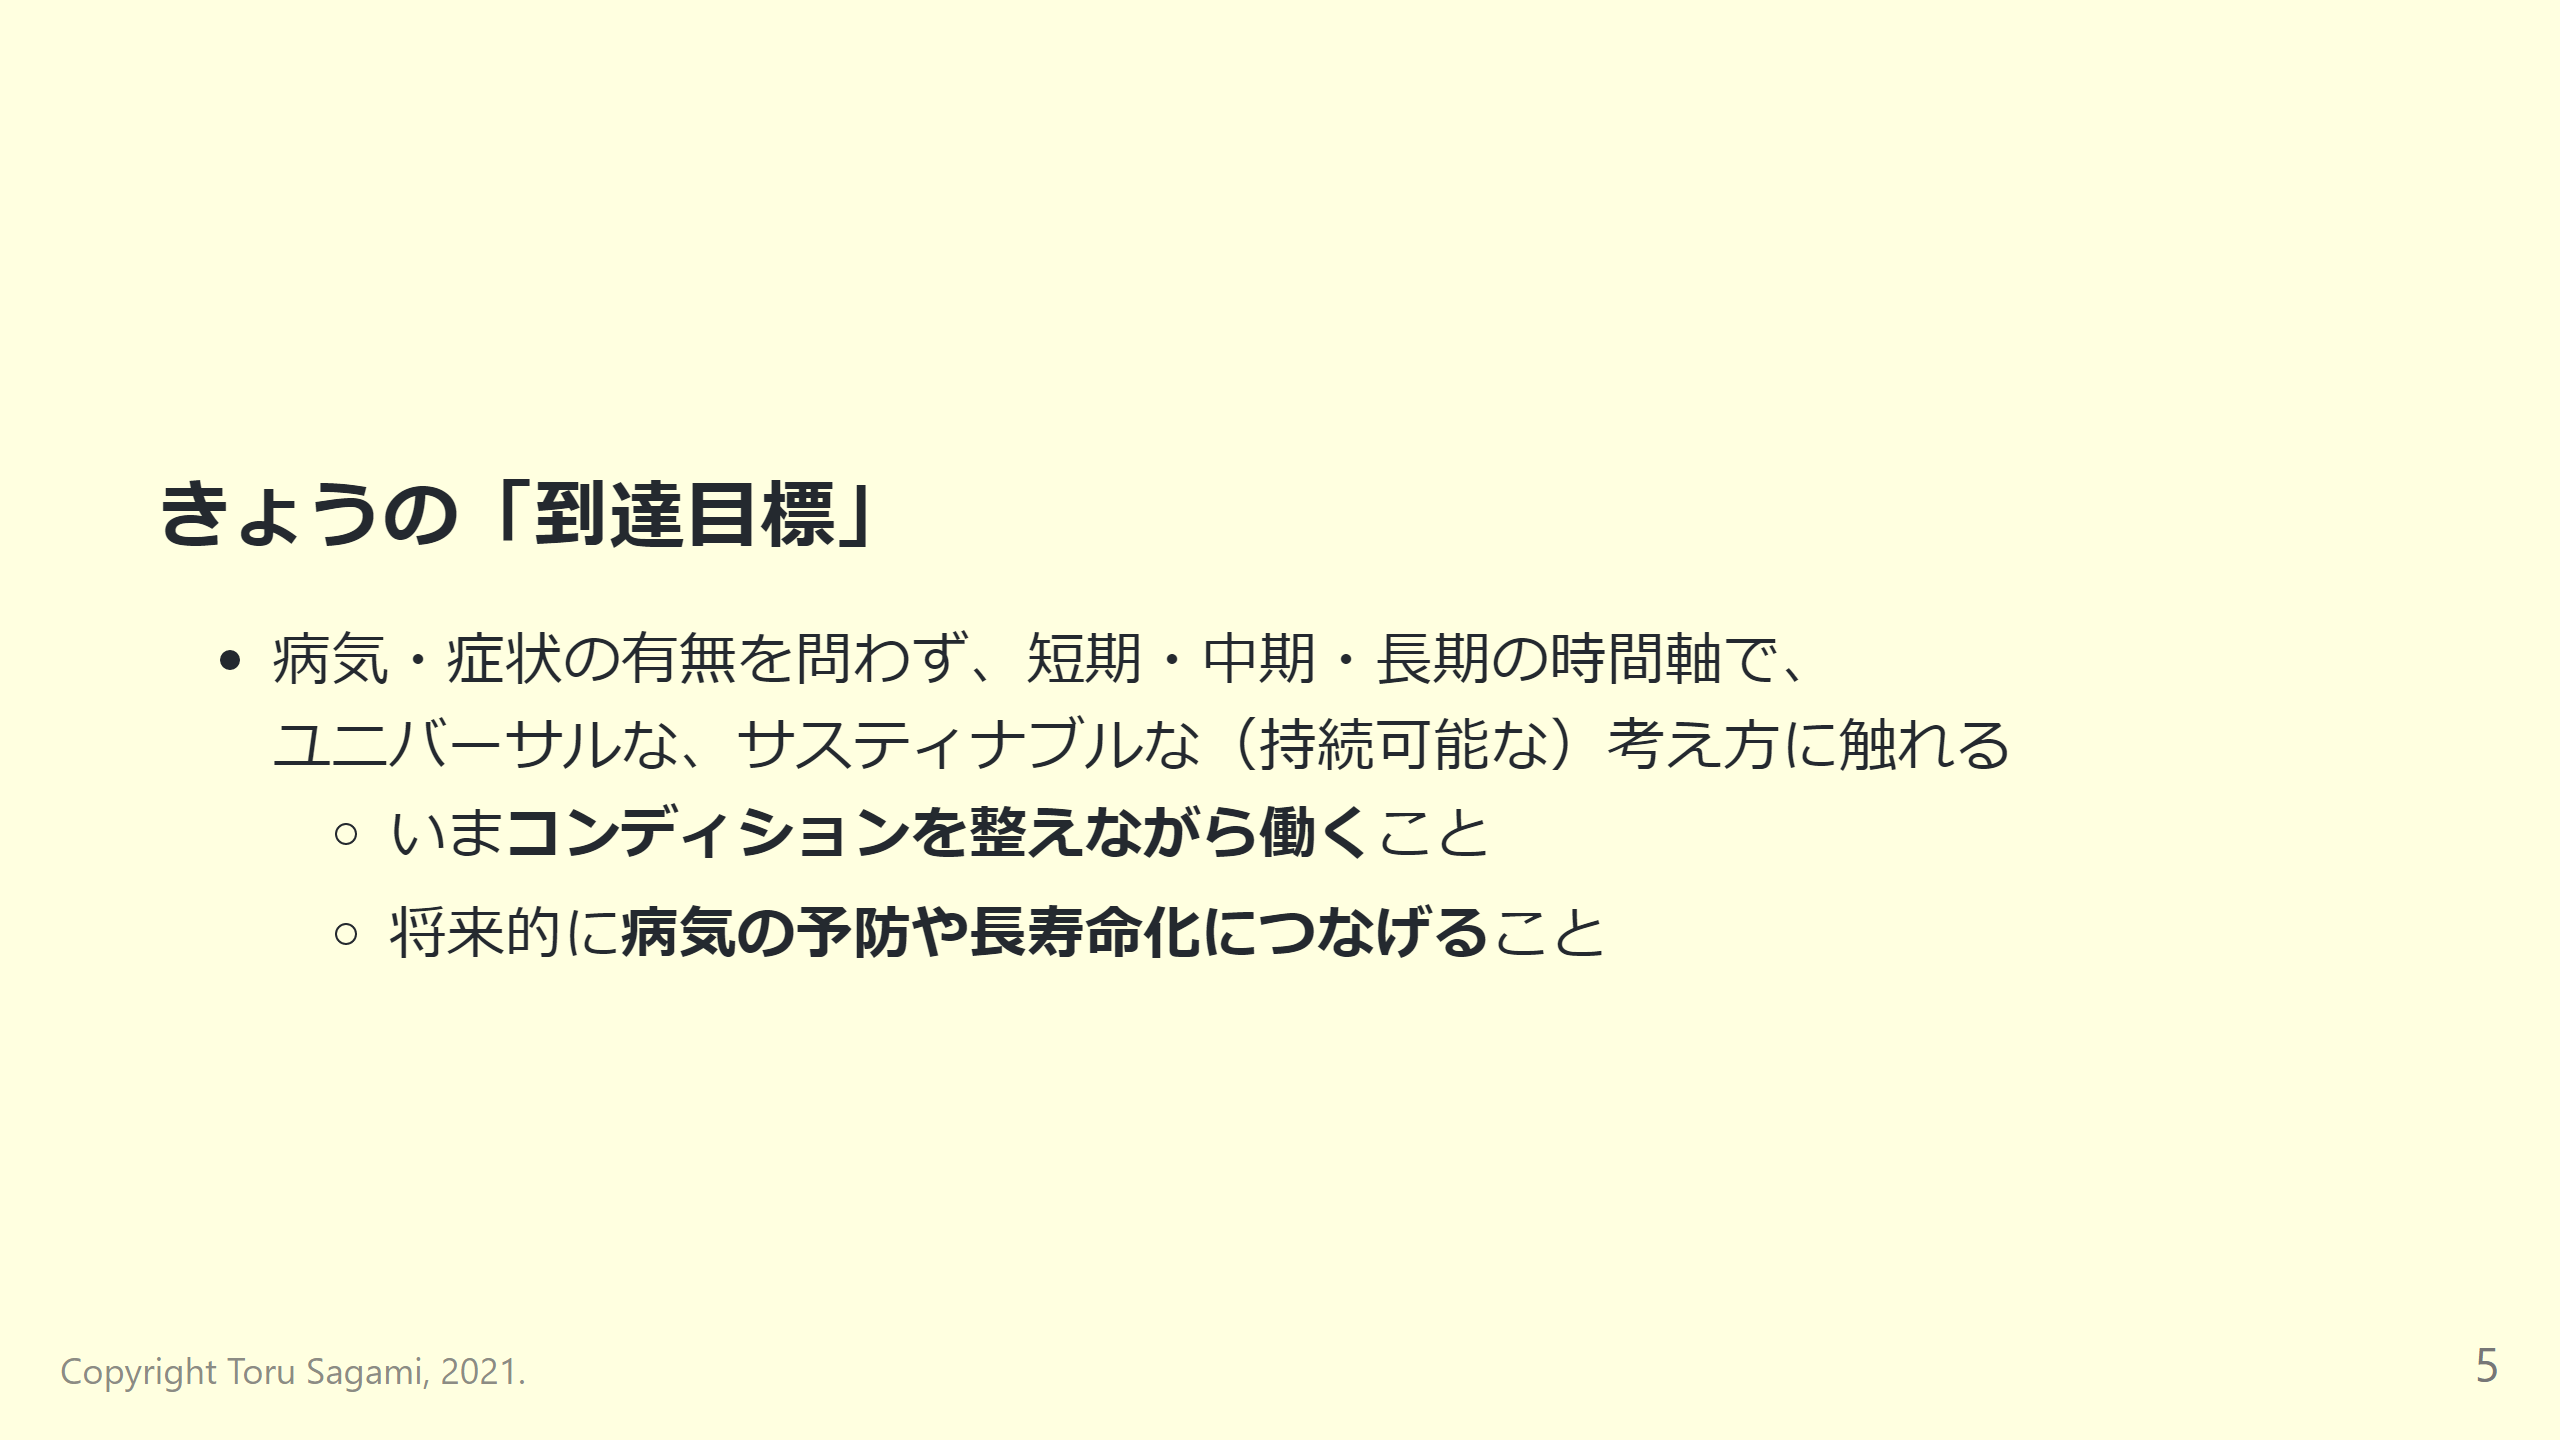 きょうの「到達目標」
• 病気・症状の有無を問わず、短期・中期・長期の時間軸で、
ユニバーサルな、サスティナブルな（持続可能な）考え方に触れる
○ いまコンディションを整えながら働くこと
○ 将来的に病気の予防や長寿命化につなげること
Copyright Toru Sagami, 2021.
5